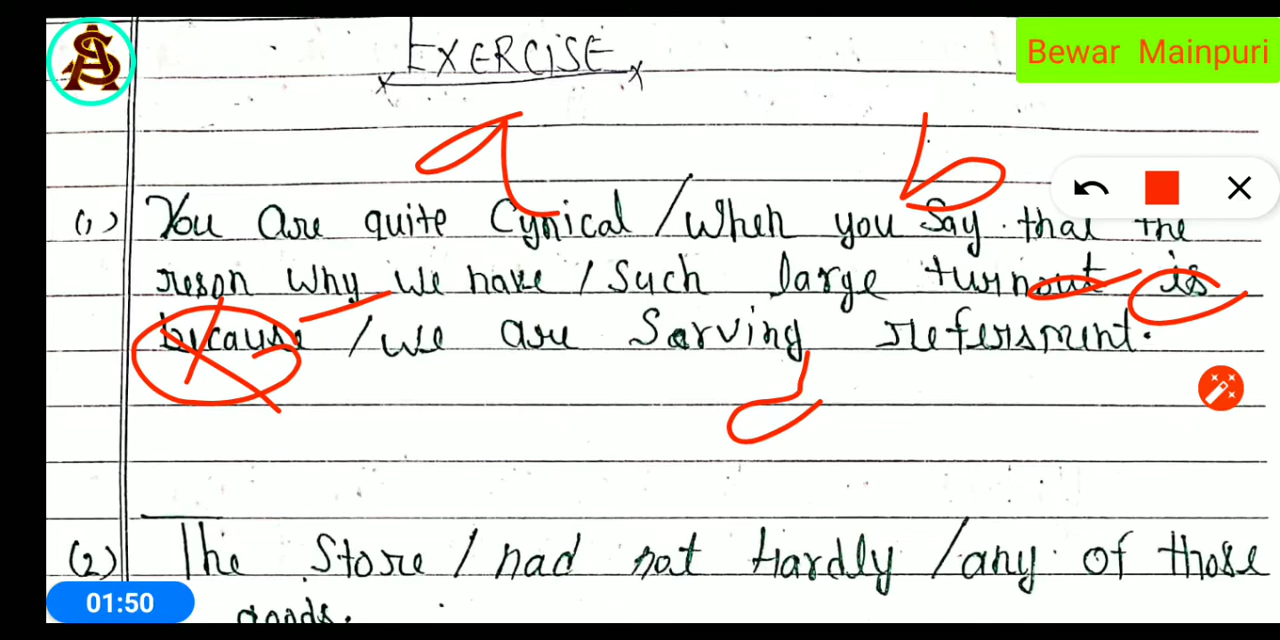 EXERCISE
Bewar Mainpuri
a b
(1) You are quite Cynical / when you Say that the
reson why we have / Such large turnout is
because / we are Sarving refersment.
d
(2) The Store / had not Hardly / any of those
goods.
01:50